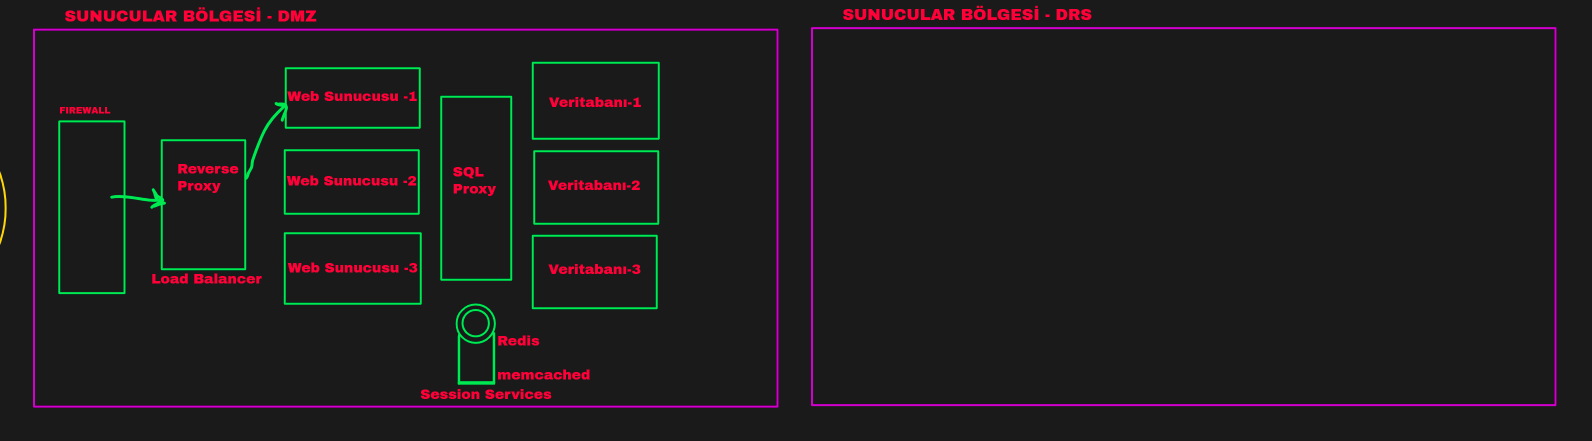 SUNUCULAR BÖLGESİ - DMZ
SUNUCULAR BÖLGESİ - DRS
FIREWALL
Reverse
Proxy
Load Balancer
Web Sunucusu -1
Web Sunucusu -2
Web Sunucusu -3
SQL
Proxy
Veritabanı-1
Veritabanı-2
Veritabanı-3
Redis
memcached
Session Services